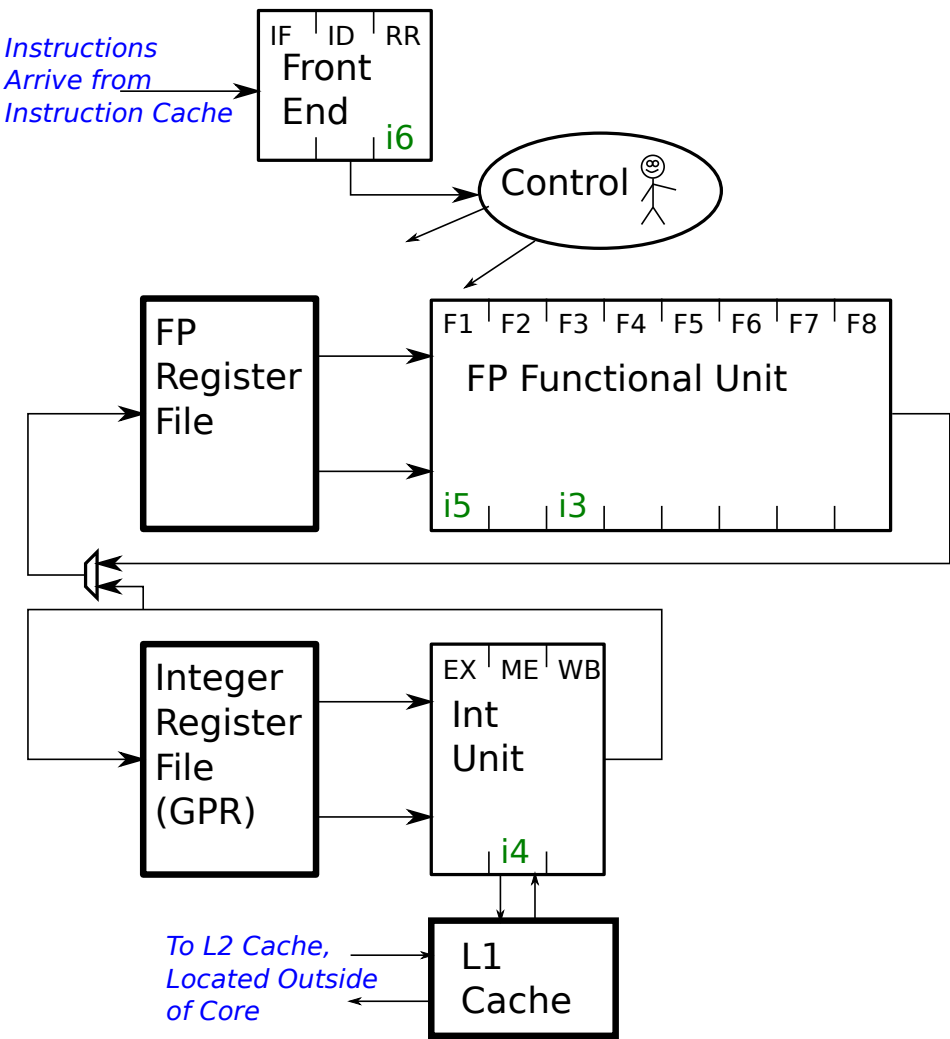 IF ID RR
Instructions
Arrive from
Instruction Cache
Front
End
i6
Control
FP
Register
File
F1 F2 F3 F4 F5 F6 F7 F8
FP Functional Unit
i5 i3
Integer
Register
File
(GPR)
EX ME WB
Int
Unit
i4
To L2 Cache,
Located Outside
of Core
L1
Cache